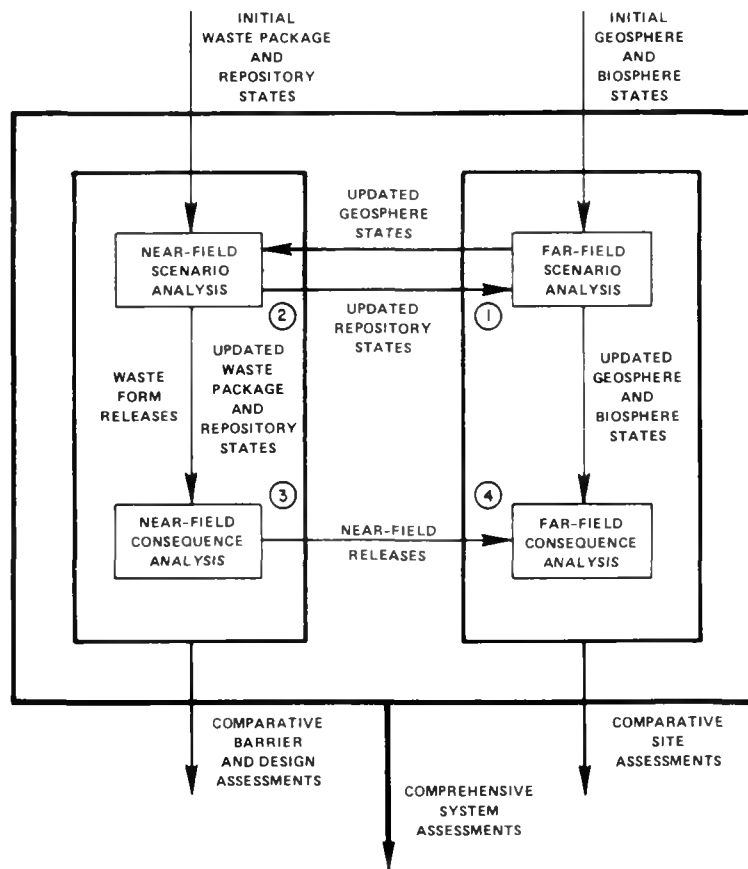 INITIAL
WASTE PACKAGE
AND
REPOSITORY
STATES
INITIAL
GEOSPHERE
AND
BIOSPHERE
STATES
UPDATED
GEOSPHERE
STATES
NEAR-FIELD
SCENARIO
ANALYSIS
FAR-FIELD
SCENARIO
ANALYSIS
2
UPDATED
REPOSITORY
STATES
1
WASTE
FORM
RELEASES
UPDATED
WASTE
PACKAGE
AND
REPOSITORY
STATES
UPDATED
GEOSPHERE
AND
BIOSPHERE
STATES
3
4
NEAR-FIELD
CONSEQUENCE
ANALYSIS
NEAR-FIELD
RELEASES
FAR-FIELD
CONSEQUENCE
ANALYSIS
COMPARATIVE
BARRIER
AND DESIGN
ASSESSMENTS
COMPREHENSIVE
SYSTEM
ASSESSMENTS
COMPARATIVE
SITE
ASSESSMENTS